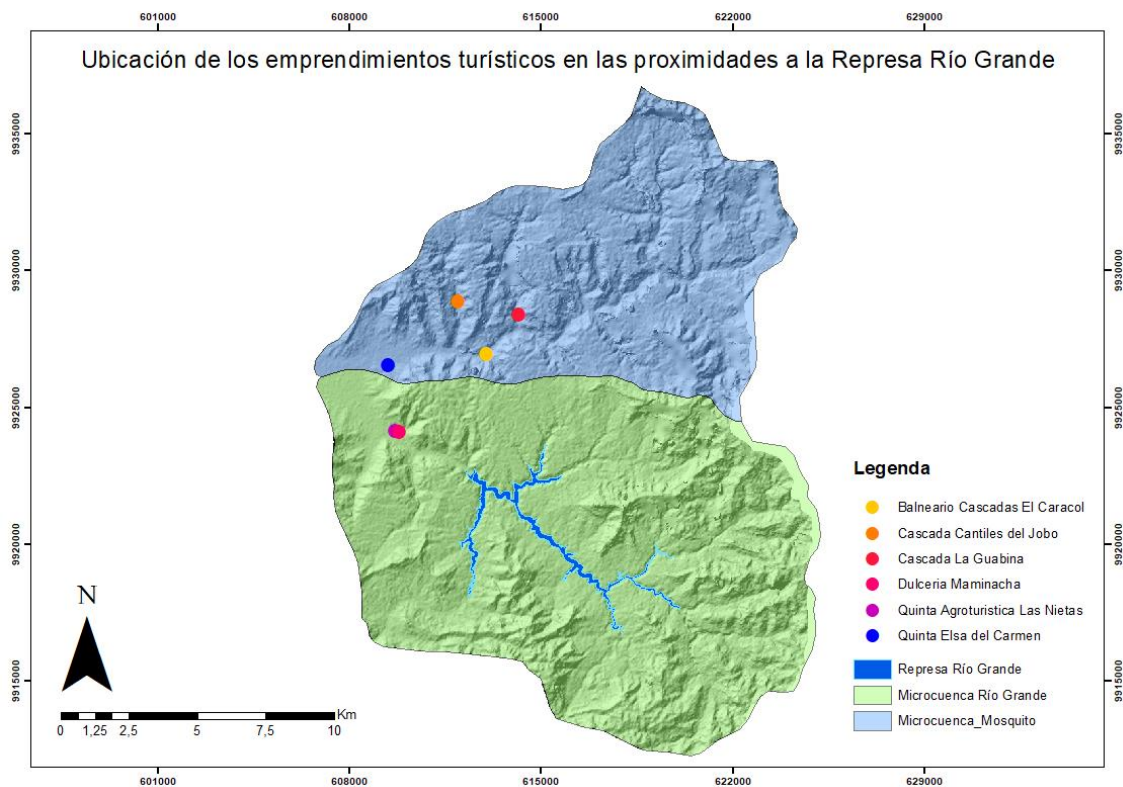 601000 608000 615000 622000 629000
Ubicación de los emprendimientos turísticos en las proximidades a la Represa Río Grande
9935000 9935000
9930000 9930000
9925000 9925000
Legenda
Balneario Cascadas El Caracol
Cascada Cantiles del Jobo
9920000 9920000
Cascada La Guabina
Dulceria Maminacha
N
Quinta Agroturistica Las Nietas
Quinta Elsa del Carmen
Represa Río Grande
9915000 9915000
Microcuenca Río Grande
Km
Microcuenca_Mosquito
0 1,25 2,5 5 7,5 10
601000 608000 615000 622000 629000